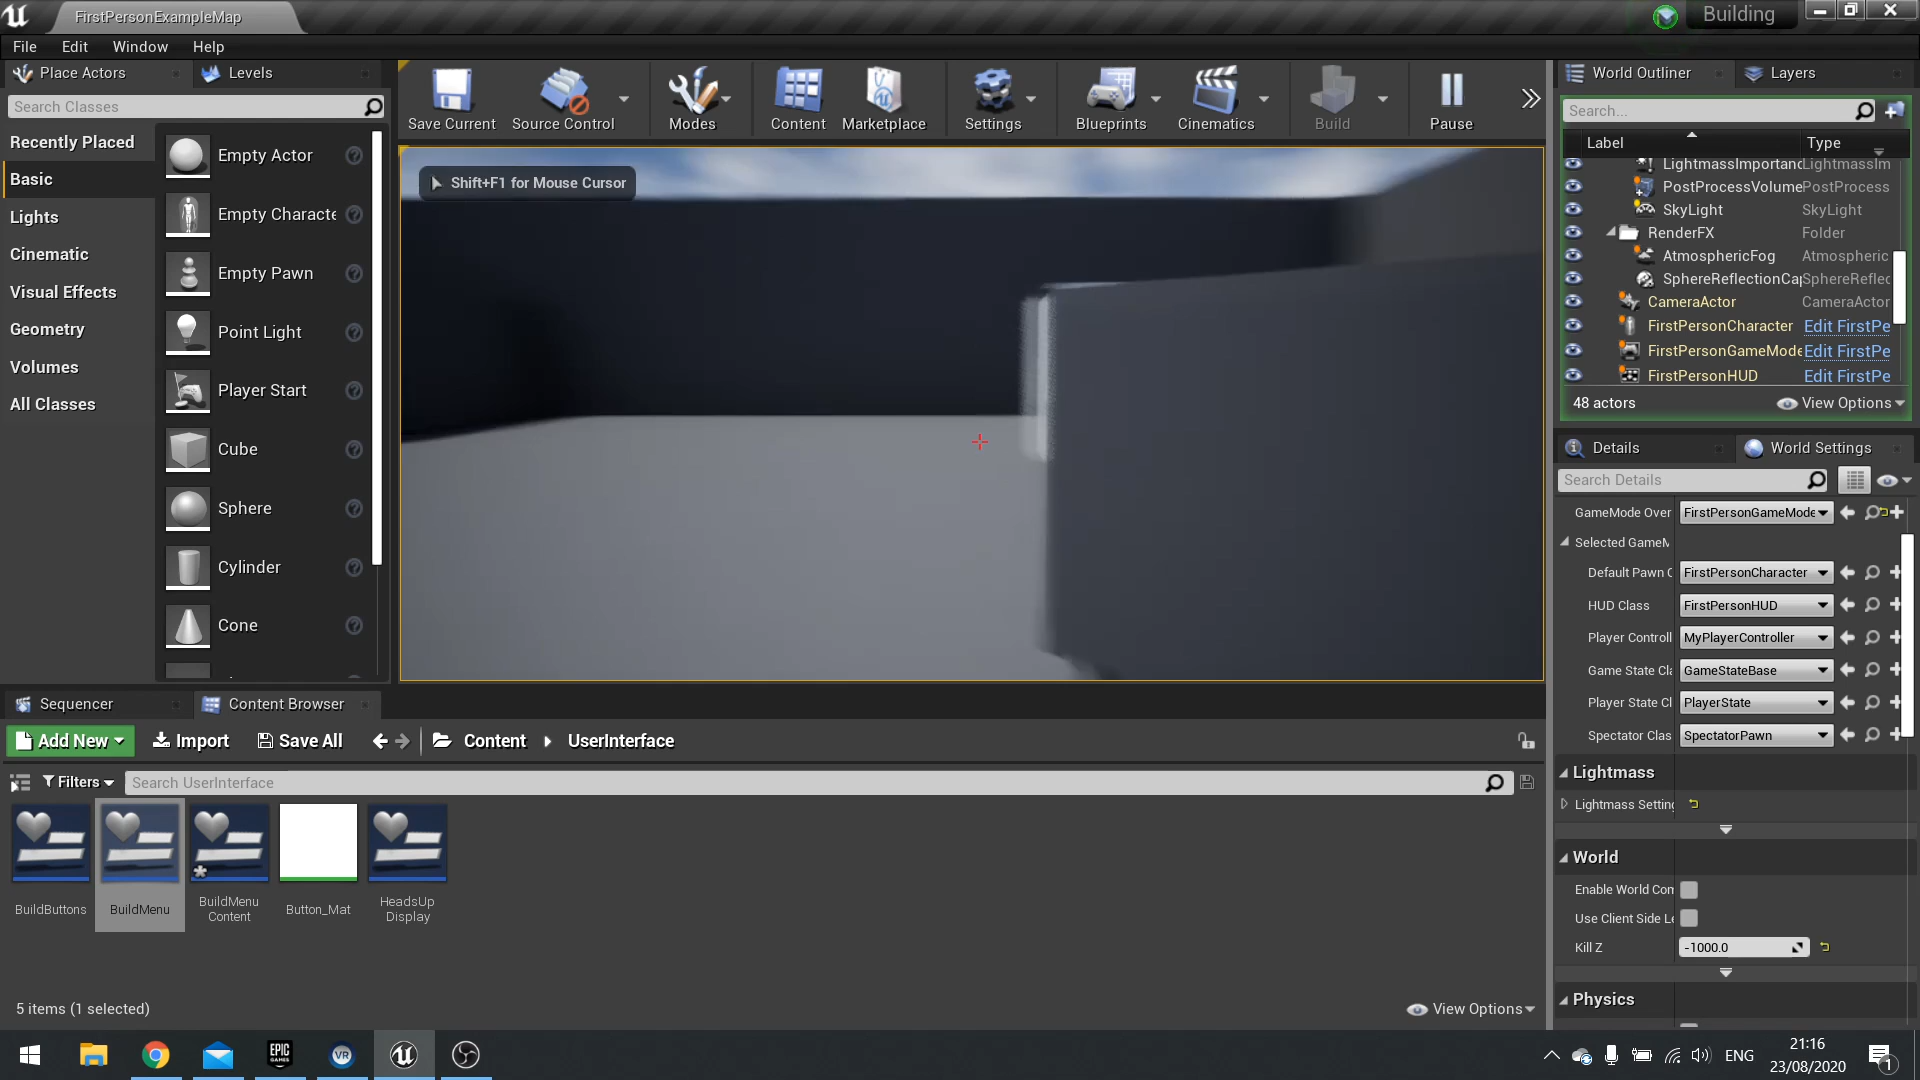 FirstPersonExampleMap
Building
File Edit Window Help
Place Actors
Levels
Search Classes
Recently Placed
Basic
Lights
Cinematic
Visual Effects
Geometry
Volumes
All Classes
Empty Actor
Empty Characte
Empty Pawn
Point Light
Player Start
Cube
Sphere
Cylinder
Cone
Save Current
Source Control
Modes
Content
Marketplace
Settings
Blueprints
Cinematics
Build
Pause
Shift+F1 for Mouse Cursor
World Outliner
Layers
Search...
Label Type
LightmassImportanc LightmassIm
PostProcessVolume PostProcess
SkyLight SkyLight
RenderFX Folder
AtmosphericFog Atmospheric
SphereReflectionCap SphereReflec
CameraActor CameraActor
FirstPersonCharacter Edit FirstPe
FirstPersonGameMode Edit FirstPe
FirstPersonHUD Edit FirstPe
48 actors
View Options
Details
World Settings
Search Details
GameMode Over FirstPersonGameMode
Selected GameM
Default Pawn C FirstPersonCharacter
HUD Class FirstPersonHUD
Player Controll MyPlayerController
Game State Cla GameStateBase
Player State Cl PlayerState
Spectator Clas SpectatorPawn
Lightmass
Lightmass Setting
World
Enable World Com
Use Client Side Le
Kill Z -1000.0
Physics
Sequencer
Content Browser
Add New
Import
Save All
Content
UserInterface
Filters
Search UserInterface
BuildButtons
BuildMenu
BuildMenu
Content
Button_Mat
HeadsUp
Display
5 items (1 selected)
View Options
EPIC
GAMES
VR
ENG
21:16
23/08/2020
1